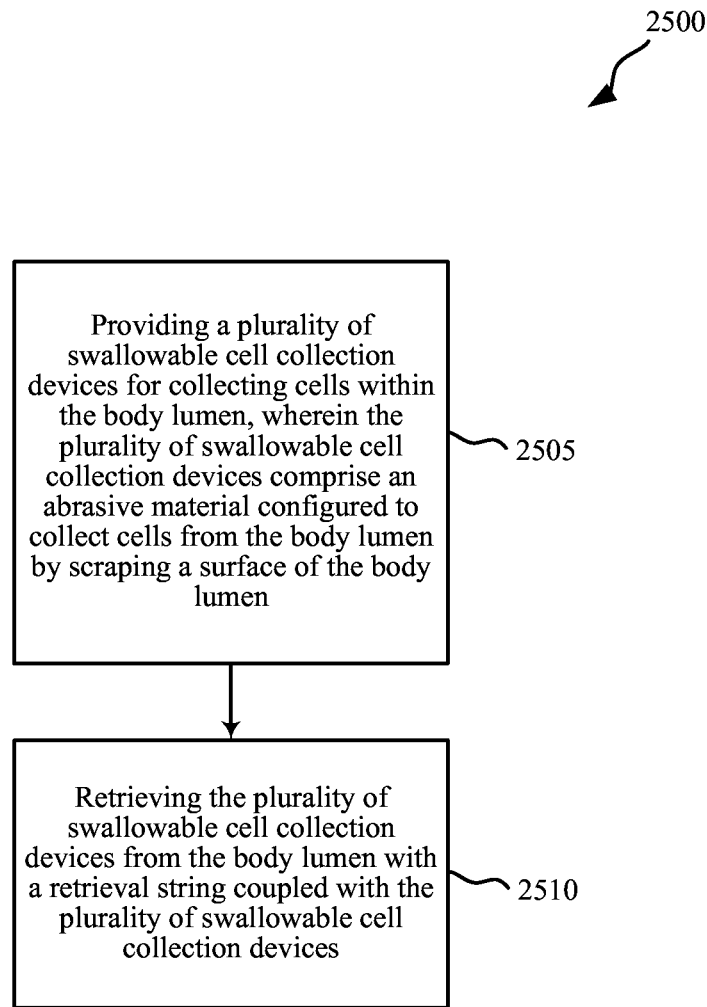 2500
Providing a plurality of
swallowable cell collection
devices for collecting cells within
the body lumen, wherein the
plurality of swallowable cell
collection devices comprise an
abrasive material configured to
collect cells from the body lumen
by scraping a surface of the body
lumen
2505
Retrieving the plurality of
swallowable cell collection
devices from the body lumen with
a retrieval string coupled with the
plurality of swallowable cell
collection devices
2510